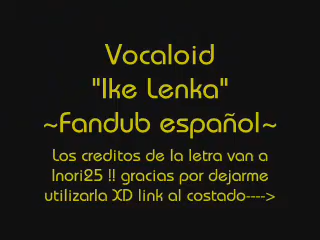 Vocaloid
"Ike Lenka"
~Fandub español~
Los creditos de la letra van a
Inori25 !! gracias por dejarme
utilizarla XD link al costado---->